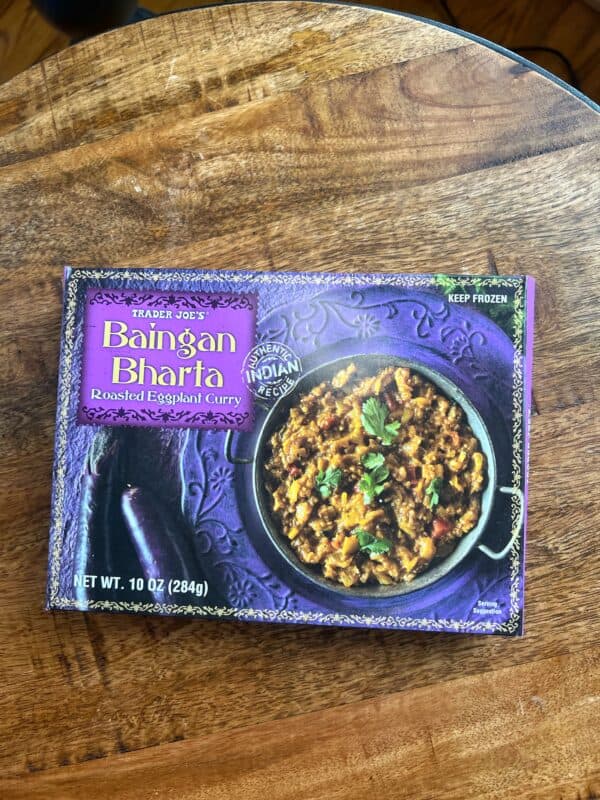 KEEP FROZEN
TRADER JOE'S
Baingan
Bharta
Roasted Eggplant Curry
AUTHENTIC
INDIAN
RECIPE
NET WT. 10 OZ (284g)
Serving
Suggestion